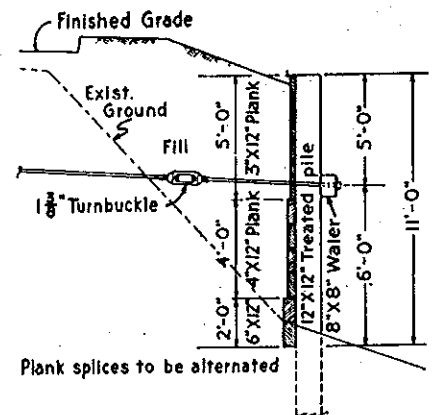 Finished Grade
Exist.
Ground
Fill
1 3/8" Turnbuckle
5'-0"
3"X12" Plank
4'-0"
4"X12" Plank
2'-0"
6"X12"
12"X12" Treated pile
8"X8" Waler
5'-0"
6'-0"
11'-0"
Plank splices to be alternated